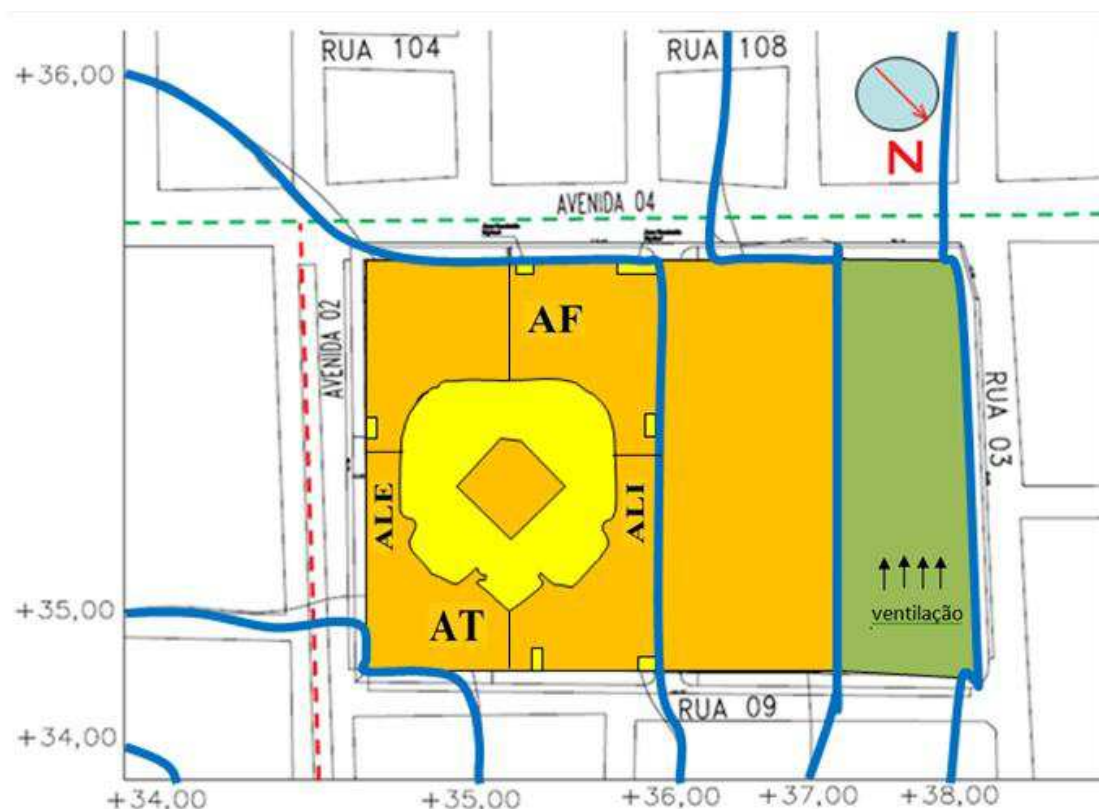 RUA 104
RUA 108
+36,00
N
AVENIDA 04
AVENIDA 02
AF
RUA 03
ALE
ALI
ventilação
+35,00
AT
RUA 09
+34,00
+34,00
+35,00
+36,00
+37,00
+38,00